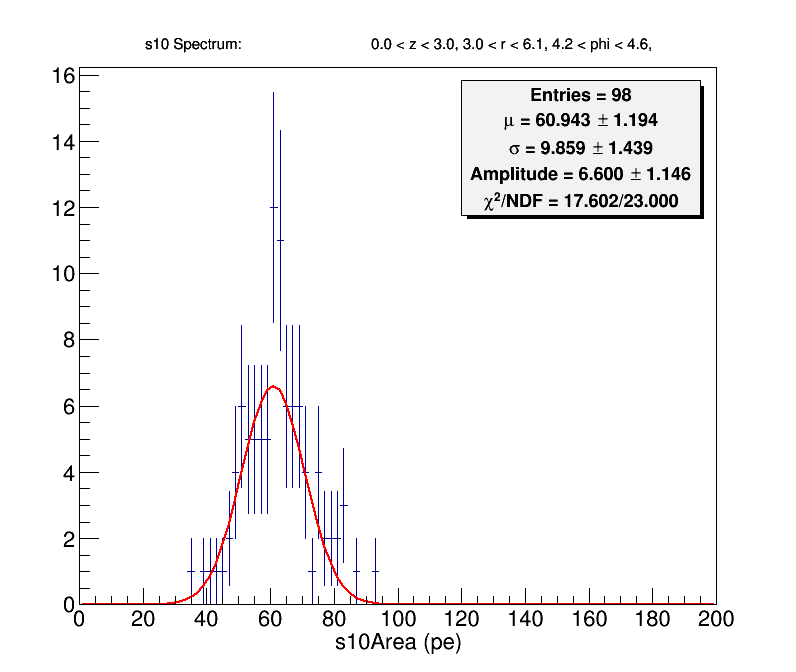 s10 Spectrum: 0.0 < z < 3.0, 3.0 < r < 6.1, 4.2 < phi < 4.6,
Entries = 98
μ = 60.943 ± 1.194
σ = 9.859 ± 1.439
Amplitude = 6.600 ± 1.146
χ²/NDF = 17.602/23.000
16
14
12
10
8
6
4
2
0
0 20 40 60 80 100 120 140 160 180 200
s10Area (pe)